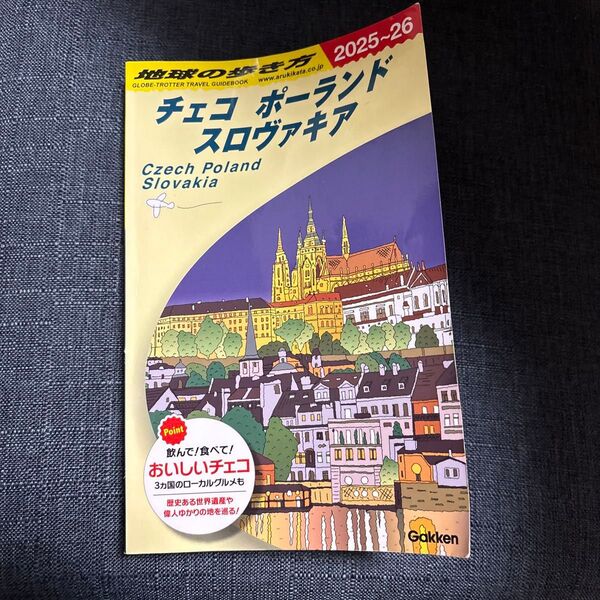 地球の歩き方
GLOBE-TROTTER TRAVEL GUIDEBOOK
www.arukikata.co.jp
2025~26
チェコ ポーランド
スロヴァキア
Czech Poland
Slovakia
Point
飲んで!食べて!
おいしいチェコ
3ヵ国のローカルグルメも
歴史ある世界遺産や
偉人ゆかりの地を巡る!
Gakken